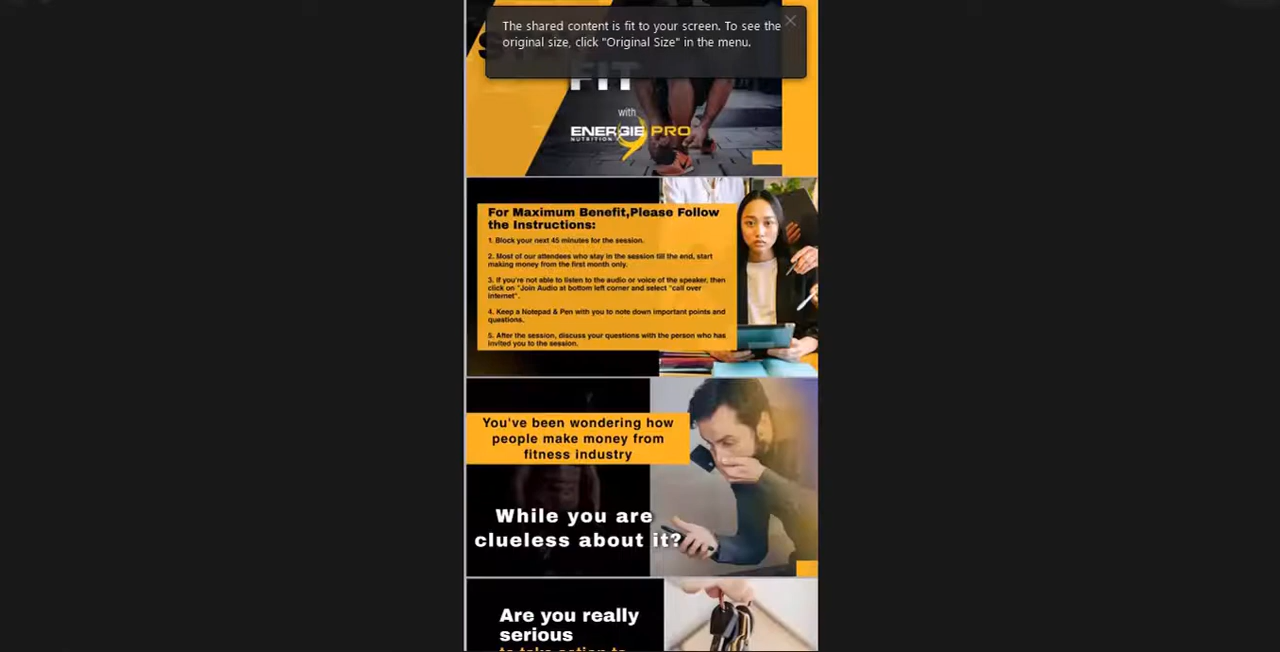 The shared content is fit to your screen. To see the
original size, click "Original Size" in the menu.
FIT
with
ENERGIE PRO
NUTRITION
For Maximum Benefit,Please Follow
the Instructions:
1. Block your next 45 minutes for the session.
2. Most of our attendees who stay in the session till the end, start
making money from the first month only.
3. If you're not able to listen to the audio or voice of the speaker, then
click on "Join Audio at bottom left corner and select "call over
internet".
4. Keep a Notepad & Pen with you to note down important points and
questions.
5. After the session, discuss your questions with the person who has
invited you to the session.
You've been wondering how
people make money from
fitness industry
While you are
clueless about it?
Are you really
serious
to take action to